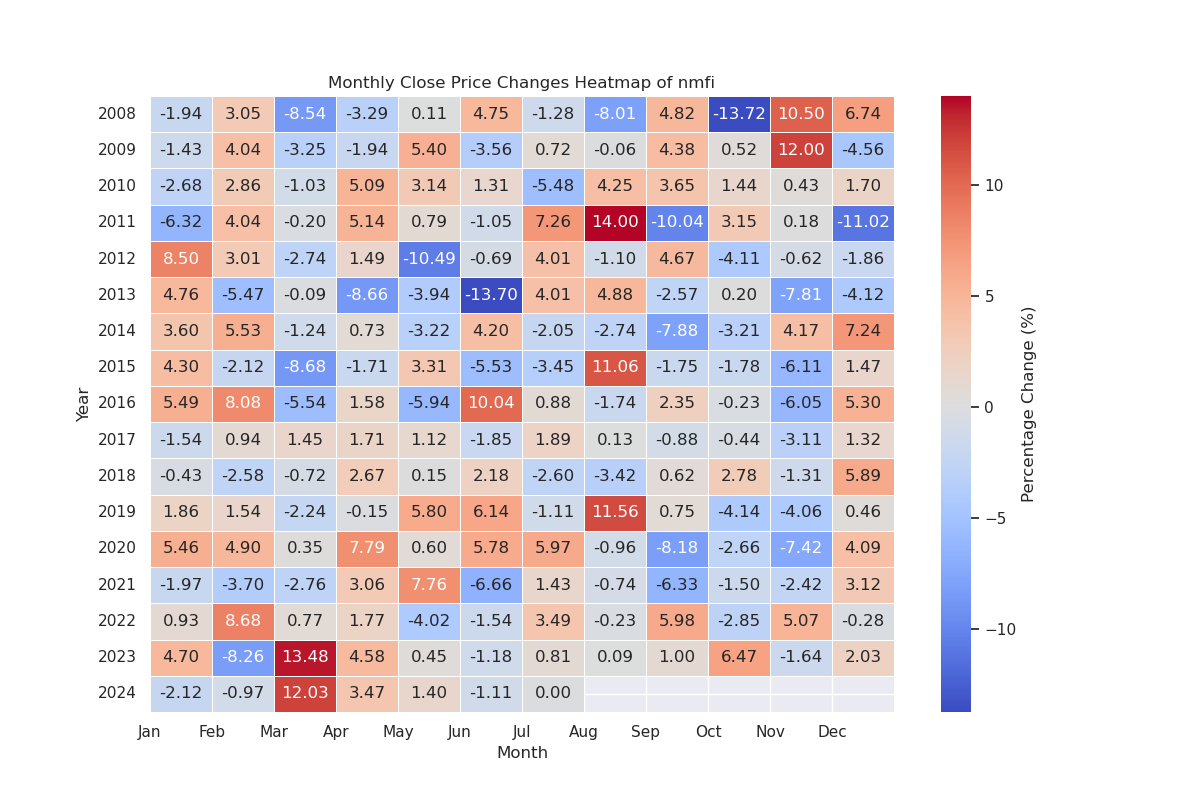 Monthly Close Price Changes Heatmap of nmfi
2008 -1.94 3.05 -8.54 -3.29 0.11 4.75 -1.28 -8.01 4.82 -13.72 10.50 6.74
2009 -1.43 4.04 -3.25 -1.94 5.40 -3.56 0.72 -0.06 4.38 0.52 12.00 -4.56
2010 -2.68 2.86 -1.03 5.09 3.14 1.31 -5.48 4.25 3.65 1.44 0.43 1.70
2011 -6.32 4.04 -0.20 5.14 0.79 -1.05 7.26 14.00 -10.04 3.15 0.18 -11.02
2012 8.50 3.01 -2.74 1.49 -10.49 -0.69 4.01 -1.10 4.67 -4.11 -0.62 -1.86
2013 4.76 -5.47 -0.09 -8.66 -3.94 -13.70 4.01 4.88 -2.57 0.20 -7.81 -4.12
2014 3.60 5.53 -1.24 0.73 -3.22 4.20 -2.05 -2.74 -7.88 -3.21 4.17 7.24
2015 4.30 -2.12 -8.68 -1.71 3.31 -5.53 -3.45 11.06 -1.75 -1.78 -6.11 1.47
2016 5.49 8.08 -5.54 1.58 -5.94 10.04 0.88 -1.74 2.35 -0.23 -6.05 5.30
2017 -1.54 0.94 1.45 1.71 1.12 -1.85 1.89 0.13 -0.88 -0.44 -3.11 1.32
2018 -0.43 -2.58 -0.72 2.67 0.15 2.18 -2.60 -3.42 0.62 2.78 -1.31 5.89
2019 1.86 1.54 -2.24 -0.15 5.80 6.14 -1.11 11.56 0.75 -4.14 -4.06 0.46
2020 5.46 4.90 0.35 7.79 0.60 5.78 5.97 -0.96 -8.18 -2.66 -7.42 4.09
2021 -1.97 -3.70 -2.76 3.06 7.76 -6.66 1.43 -0.74 -6.33 -1.50 -2.42 3.12
2022 0.93 8.68 0.77 1.77 -4.02 -1.54 3.49 -0.23 5.98 -2.85 5.07 -0.28
2023 4.70 -8.26 13.48 4.58 0.45 -1.18 0.81 0.09 1.00 6.47 -1.64 2.03
2024 -2.12 -0.97 12.03 3.47 1.40 -1.11 0.00
Jan Feb Mar Apr May Jun Jul Aug Sep Oct Nov Dec
Month
Year
10
5
0
−5
−10
Percentage Change (%)